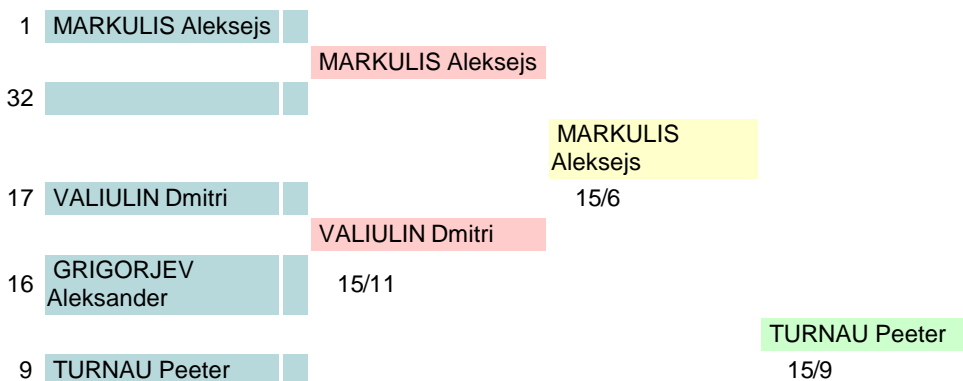 1 MARKULIS Aleksejs
MARKULIS Aleksejs
32
MARKULIS
Aleksejs
17 VALIULIN Dmitri 15/6
VALIULIN Dmitri
16 GRIGORJEV
Aleksander 15/11
TURNAU Peeter
9 TURNAU Peeter 15/9